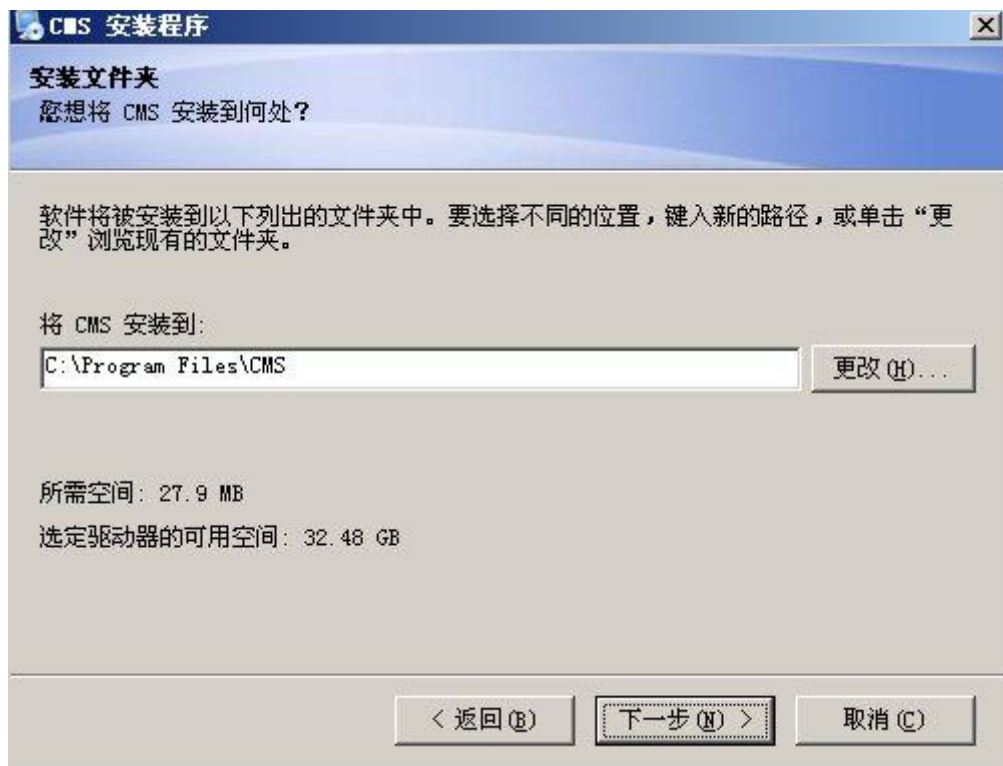 CMS 安装程序
安装文件夹
您想将 CMS 安装到何处?
软件将被安装到以下列出的文件夹中。要选择不同的位置，键入新的路径，或单击“更
改”浏览现有的文件夹。
将 CMS 安装到:
C:\Program Files\CMS
更改(H)...
所需空间: 27.9 MB
选定驱动器的可用空间: 32.48 GB
< 返回(B)
下一步(N) >
取消(C)